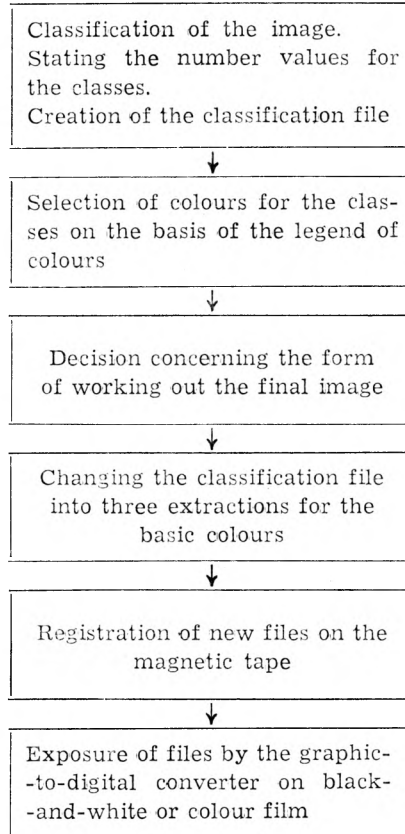 Classification of the image.
Stating the number values for
the classes.
Creation of the classification file
Selection of colours for the clas-
ses on the basis of the legend of
colours
Decision concerning the form
of working out the final image
Changing the classification file
into three extractions for the
basic colours
Registration of new files on the
magnetic tape
Exposure of files by the graphic-
-to-digital converter on black-
-and-white or colour film